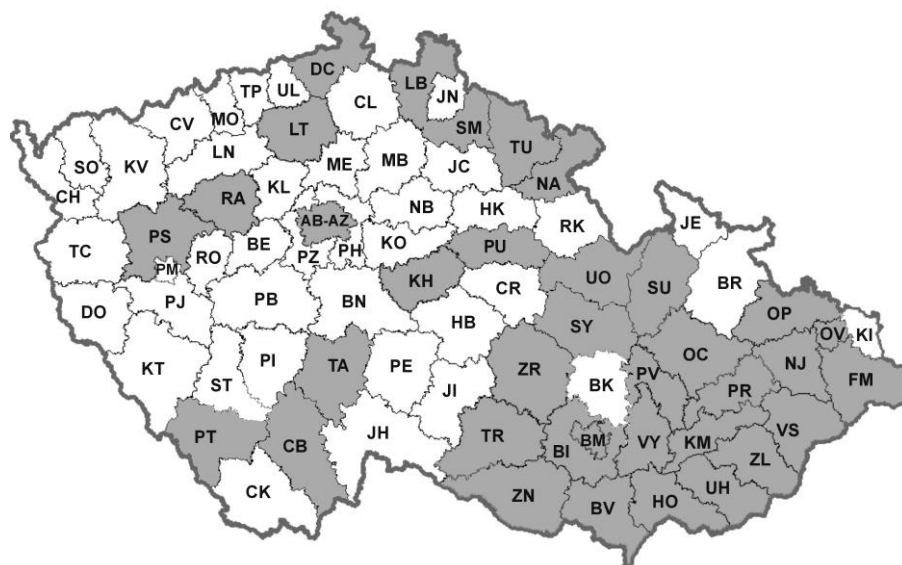 DC
TP
UL
LB
JN
CL
CV
MO
LT
SM
TU
SO
KV
LN
ME
MB
JC
NA
CH
RA
KL
NB
HK
RK
JE
TC
PS
AB-AZ
RO
BE
PZ
PH
KO
PU
PM
BR
KH
UO
SU
DO
PJ
PB
BN
CR
OP
HB
SY
OV
KI
KT
ST
PI
TA
PE
ZR
OC
NJ
FM
JI
BK
PV
PR
PT
CB
JH
TR
BI
BM
VY
KM
VS
ZL
CK
ZN
BV
HO
UH